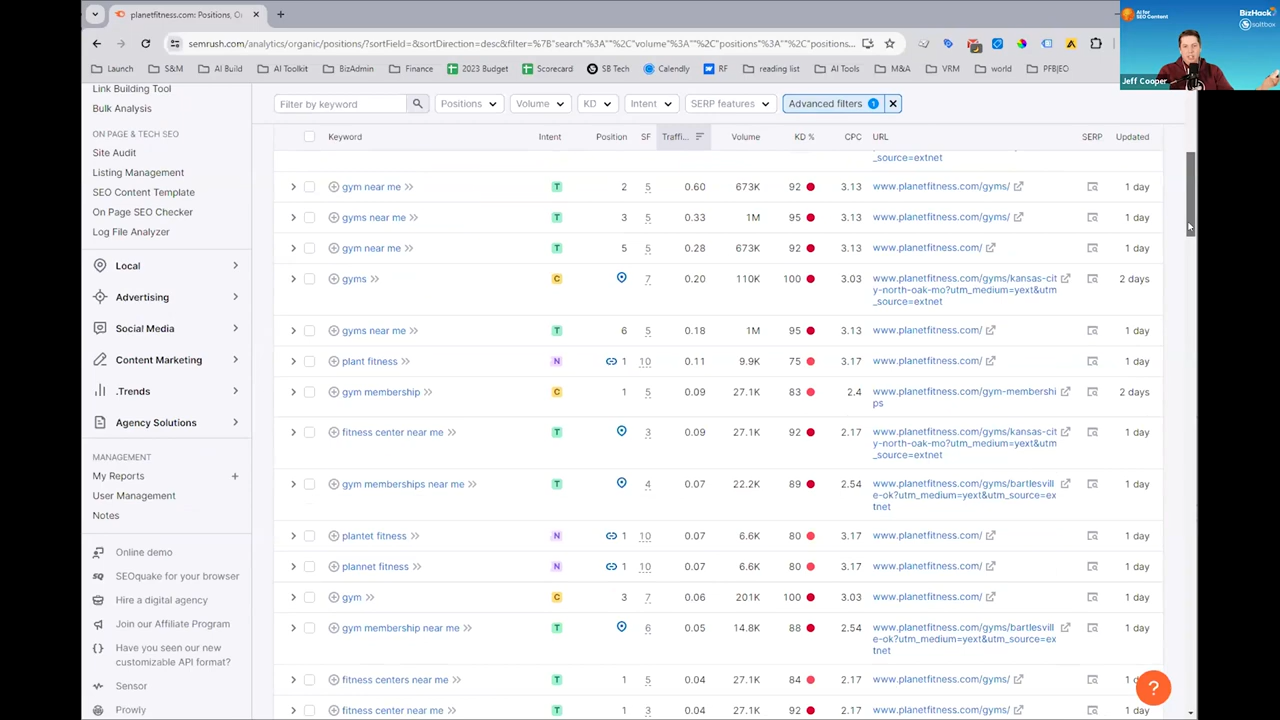 planetfitness.com: Positions, O
semrush.com/analytics/organic/positions/?sortField=&sortDirection=desc&filter=%7B"search"%3A""%2C"volume"%3A""%2C"positions"%3A""%2C"positions...
Launch S&M AI Build AI Toolkit BizAdmin Finance 2023 Budget Scorecard SB Tech Calendly RF reading list AI Tools M&A VRM world PFBJEO
AI for
SEO Content
BizHack
saltbox
Jeff Cooper
Link Building Tool
Bulk Analysis
ON PAGE & TECH SEO
Site Audit
Listing Management
SEO Content Template
On Page SEO Checker
Log File Analyzer
Local
Advertising
Social Media
Content Marketing
.Trends
Agency Solutions
MANAGEMENT
My Reports +
User Management
Notes
Online demo
SEOquake for your browser
Hire a digital agency
Join our Affiliate Program
Have you seen our new
customizable API format?
Sensor
Prowly
Filter by keyword Positions Volume KD Intent SERP features Advanced filters 1
Keyword Intent Position SF Traffi... Volume KD % CPC URL SERP Updated
_source=extnet
gym near me T 2 5 0.60 673K 92 3.13 www.planetfitness.com/gyms/ 1 day
gyms near me T 3 5 0.33 1M 95 3.13 www.planetfitness.com/gyms/ 1 day
gym near me T 5 5 0.28 673K 92 3.13 www.planetfitness.com/ 1 day
gyms C 7 0.20 110K 100 3.03 www.planetfitness.com/gyms/kansas-cit 2 days
y-north-oak-mo?utm_medium=yext&utm
_source=extnet
gyms near me T 6 5 0.18 1M 95 3.13 www.planetfitness.com/ 1 day
plant fitness N 1 10 0.11 9.9K 75 3.17 www.planetfitness.com/ 1 day
gym membership C 1 5 0.09 27.1K 83 2.4 www.planetfitness.com/gym-membershi 2 days
ps
fitness center near me T 3 0.09 27.1K 92 2.17 www.planetfitness.com/gyms/kansas-cit 1 day
y-north-oak-mo?utm_medium=yext&utm
_source=extnet
gym memberships near me T 4 0.07 22.2K 89 2.54 www.planetfitness.com/gyms/bartlesvill 1 day
e-ok?utm_medium=yext&utm_source=ex
tnet
plantet fitness N 1 10 0.07 6.6K 80 3.17 www.planetfitness.com/ 1 day
plannet fitness N 1 10 0.07 6.6K 80 3.17 www.planetfitness.com/ 1 day
gym C 3 7 0.06 201K 100 3.03 www.planetfitness.com/ 1 day
gym membership near me T 6 0.05 14.8K 88 2.54 www.planetfitness.com/gyms/bartlesvill 1 day
e-ok?utm_medium=yext&utm_source=ex
tnet
fitness centers near me T 1 5 0.04 27.1K 84 2.17 www.planetfitness.com/gyms/ 1 d
fitness center near me T 1 3 0.04 27.1K 92 2.17 www.planetfitness.com/gyms/ 1 day
?